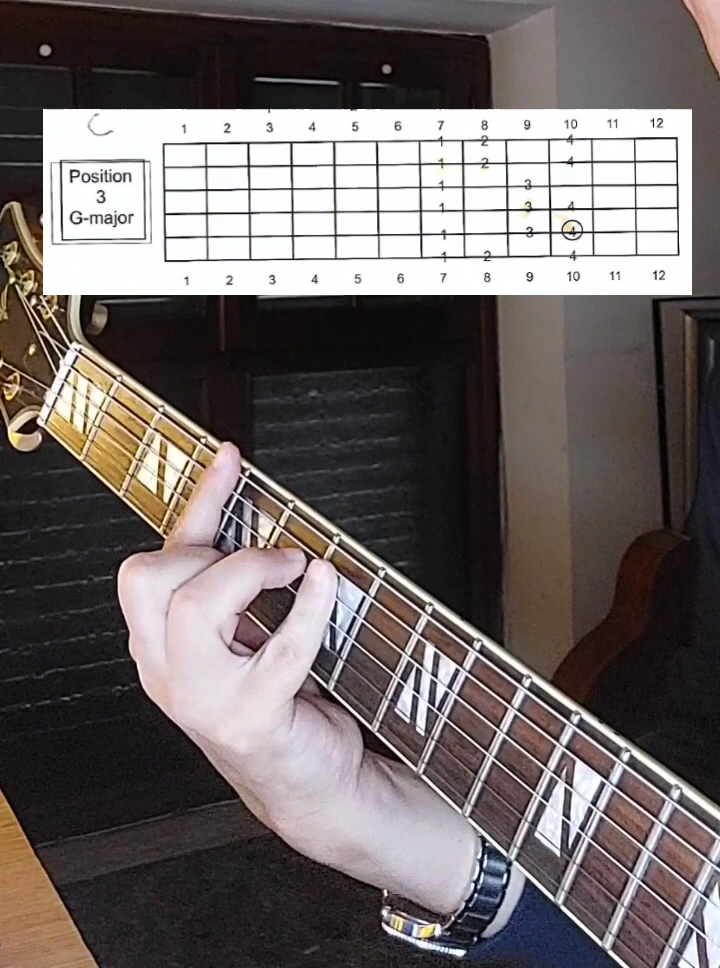 C
1 2 3 4 5 6 7 8 9 10 11 12
Position
3
G-major
1 2 4
1 2 4
1 3
1 3 4
1 3 4
1 2 4
1 2 3 4 5 6 7 8 9 10 11 12